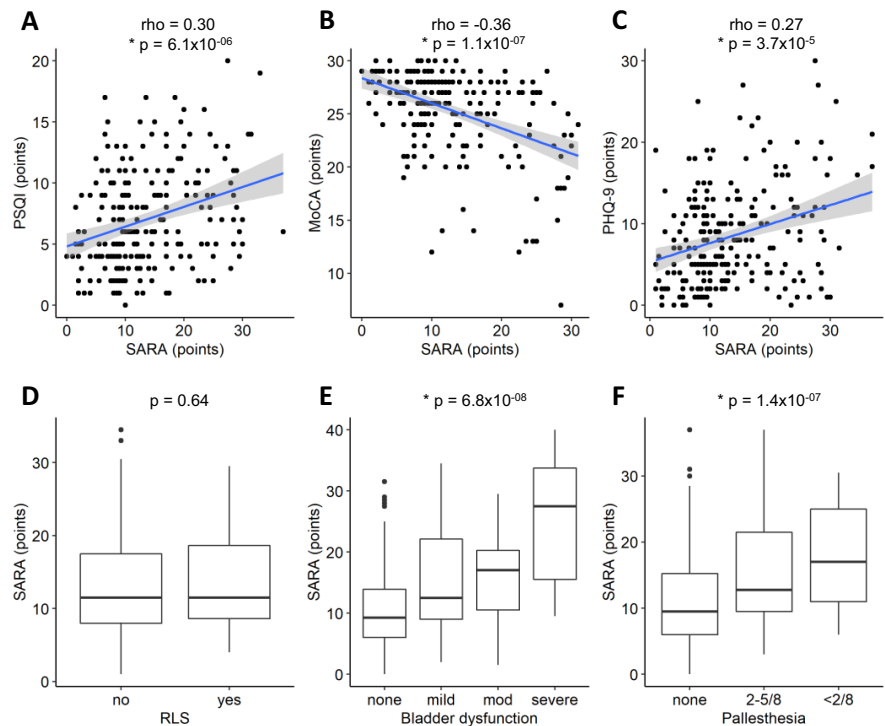 A
rho = 0.30
* p = 6.1x10⁻⁰⁶
20
15
10
5
0
PSQI (points)
0 10 20 30
SARA (points)
B
rho = -0.36
* p = 1.1x10⁻⁰⁷
30
25
20
15
10
MoCA (points)
0 10 20 30
SARA (points)
C
rho = 0.27
* p = 3.7x10⁻⁵
30
20
10
0
PHQ-9 (points)
0 10 20 30
SARA (points)
D
p = 0.64
30
20
10
0
SARA (points)
no yes
RLS
E
* p = 6.8x10⁻⁰⁸
40
30
20
10
0
SARA (points)
none mild mod severe
Bladder dysfunction
F
* p = 1.4x10⁻⁰⁷
30
20
10
0
SARA (points)
none 2-5/8 <2/8
Pallesthesia